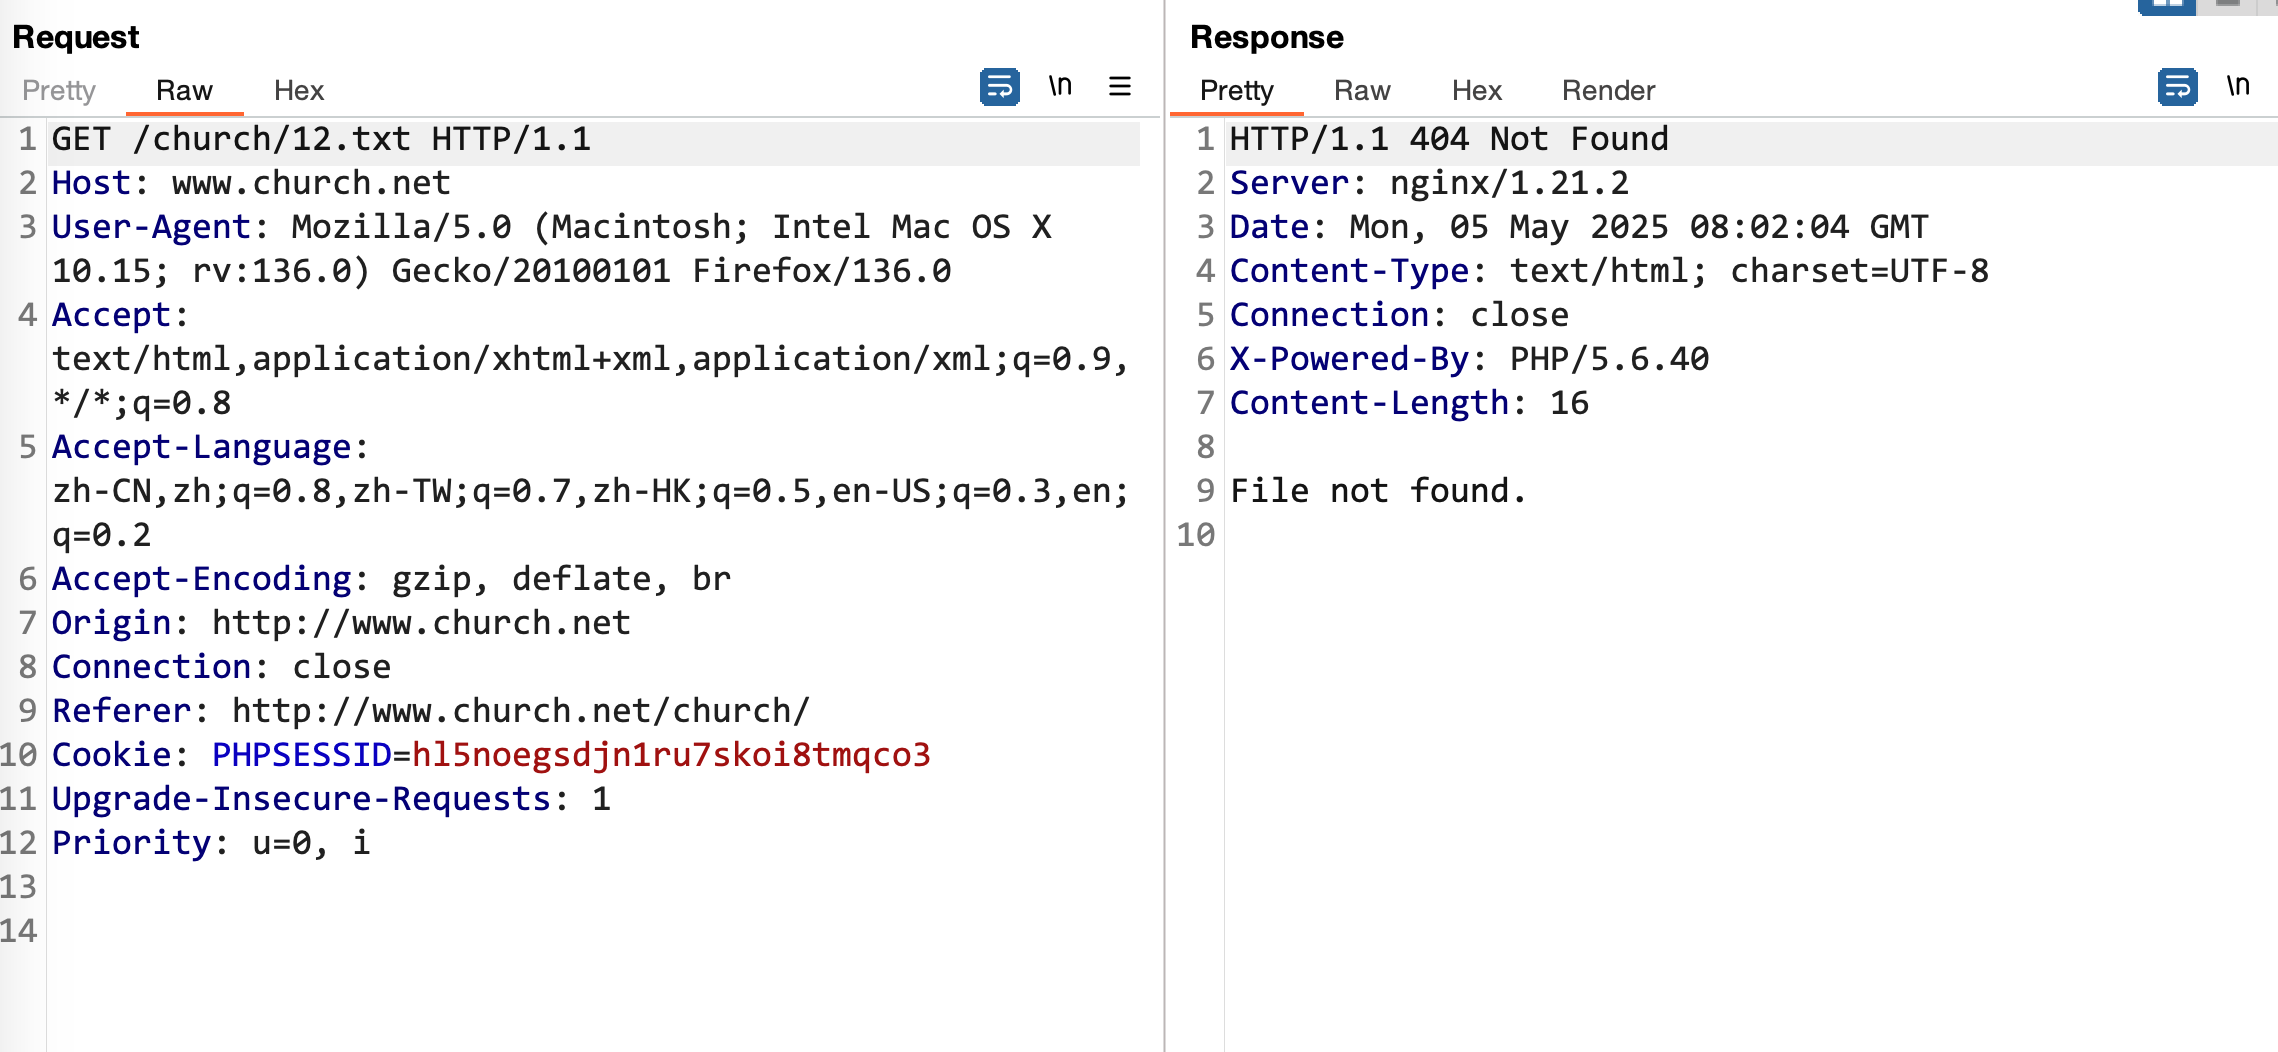 Request
Pretty Raw Hex \n
1 GET /church/12.txt HTTP/1.1
2 Host: www.church.net
3 User-Agent: Mozilla/5.0 (Macintosh; Intel Mac OS X
10.15; rv:136.0) Gecko/20100101 Firefox/136.0
4 Accept:
text/html,application/xhtml+xml,application/xml;q=0.9,
*/*;q=0.8
5 Accept-Language:
zh-CN,zh;q=0.8,zh-TW;q=0.7,zh-HK;q=0.5,en-US;q=0.3,en;
q=0.2
6 Accept-Encoding: gzip, deflate, br
7 Origin: http://www.church.net
8 Connection: close
9 Referer: http://www.church.net/church/
10 Cookie: PHPSESSID=hl5noegsdjn1ru7skoi8tmqco3
11 Upgrade-Insecure-Requests: 1
12 Priority: u=0, i
13
14
Response
Pretty Raw Hex Render \n
1 HTTP/1.1 404 Not Found
2 Server: nginx/1.21.2
3 Date: Mon, 05 May 2025 08:02:04 GMT
4 Content-Type: text/html; charset=UTF-8
5 Connection: close
6 X-Powered-By: PHP/5.6.40
7 Content-Length: 16
8
9 File not found.
10